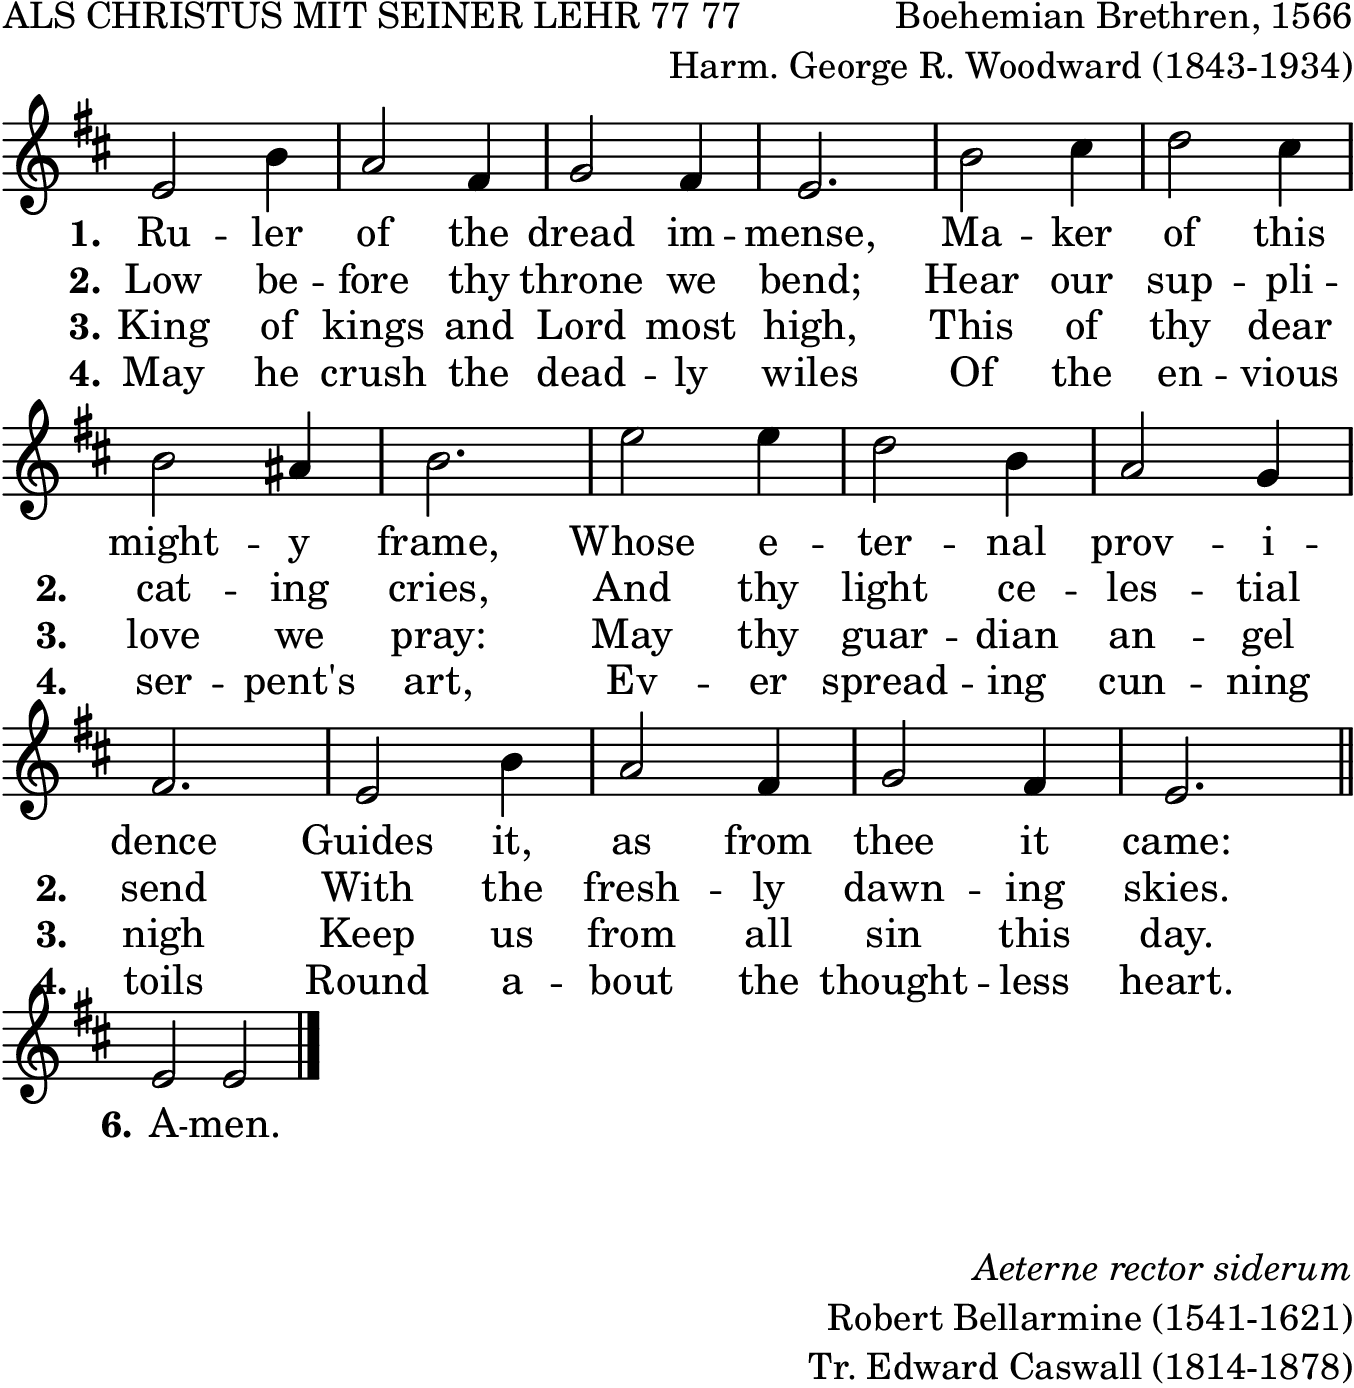 ALS CHRISTUS MIT SEINER LEHR 77 77 Boehemian Brethren, 1566
Harm. George R. Woodward (1843-1934)
1. Ru -- ler of the dread im -- mense, Ma -- ker of this
2. Low be -- fore thy throne we bend; Hear our sup -- pli --
3. King of kings and Lord most high, This of thy dear
4. May he crush the dead -- ly wiles Of the en -- vious
might -- y frame, Whose e -- ter -- nal prov -- i --
2. cat -- ing cries, And thy light ce -- les -- tial
3. love we pray: May thy guar -- dian an -- gel
4. ser -- pent's art, Ev -- er spread -- ing cun -- ning
dence Guides it, as from thee it came:
2. send With the fresh -- ly dawn -- ing skies.
3. nigh Keep us from all sin this day.
4. toils Round a -- bout the thought -- less heart.
6. A-men.
Aeterne rector siderum
Robert Bellarmine (1541-1621)
Tr. Edward Caswall (1814-1878)